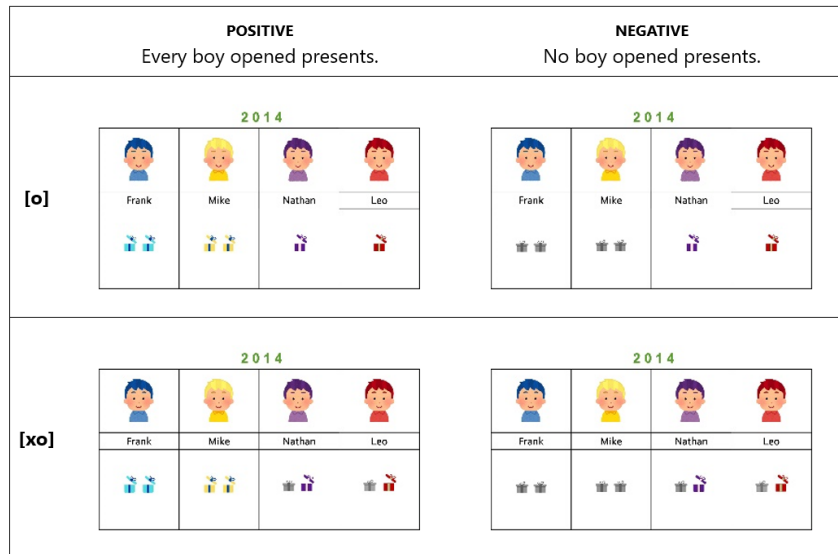 POSITIVE
Every boy opened presents.
NEGATIVE
No boy opened presents.
[o]
2014
Frank Mike Nathan Leo
2014
Frank Mike Nathan Leo
[xo]
2014
Frank Mike Nathan Leo
2014
Frank Mike Nathan Leo